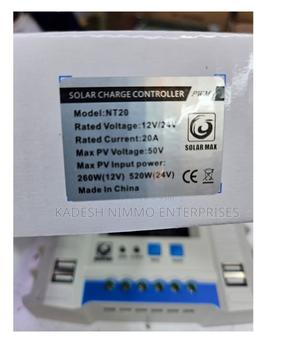 SOLAR CHARGE CONTROLLER PWM
Model:NT20
Rated Voltage:12V/24V
Rated Current:20A
Max PV Voltage:50V
Max PV Input power:
260W(12V) 520W(24V)
Made In China
SOLAR MAX
CE
KADESH NIMMO ENTERPRISES